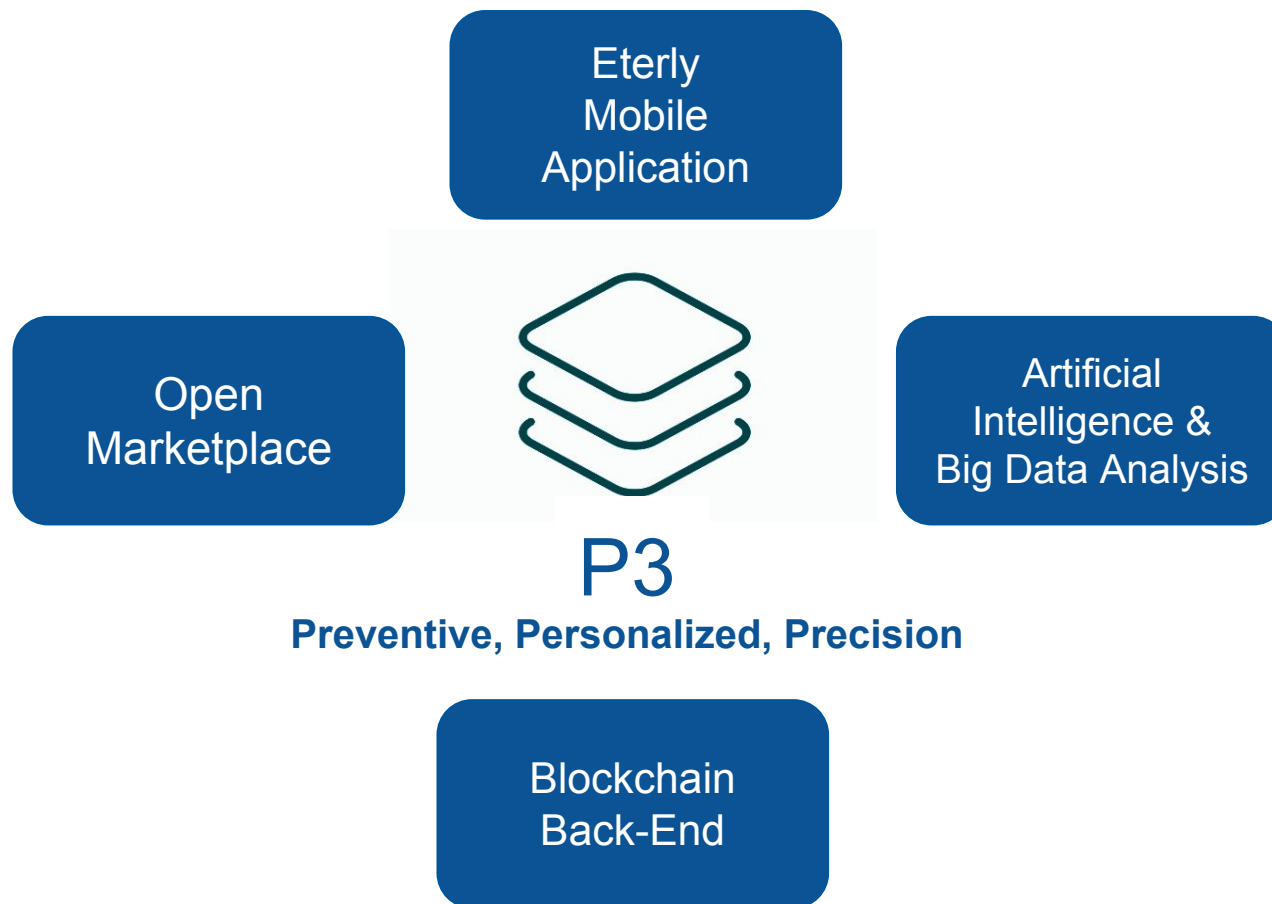 Eterly
Mobile
Application
Open
Marketplace
Artificial
Intelligence &
Big Data Analysis
P3
Preventive, Personalized, Precision
Blockchain
Back-End